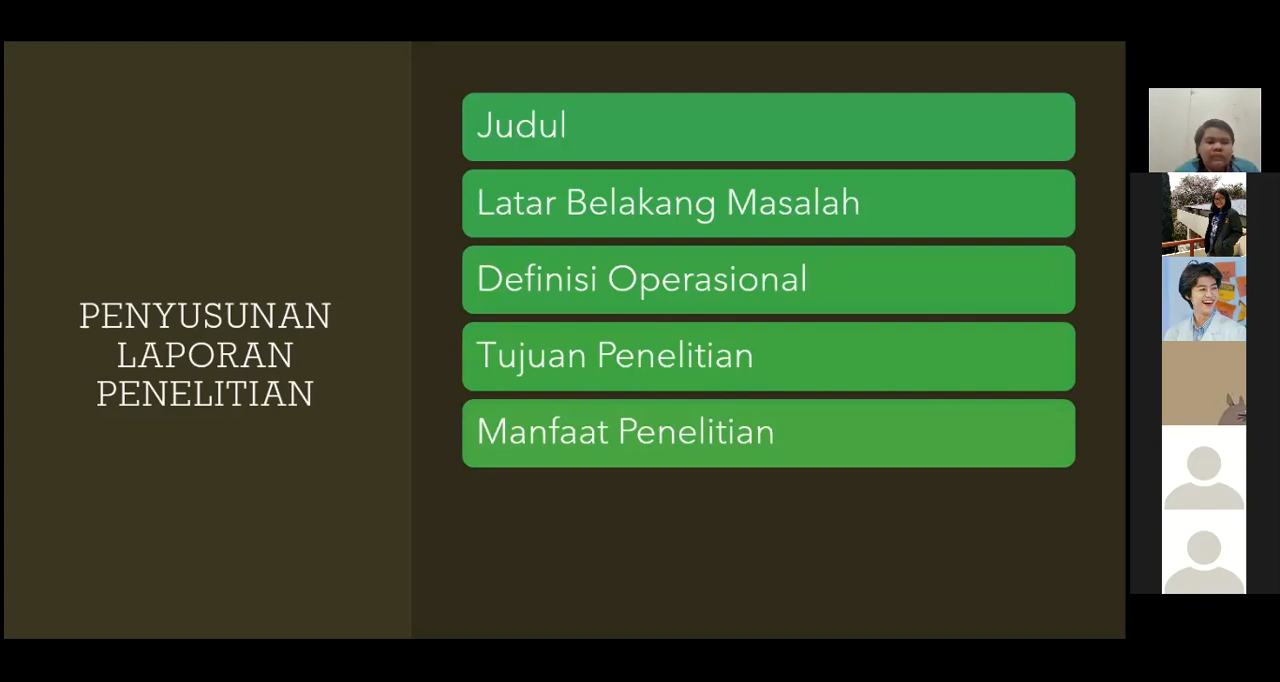 PENYUSUNAN
LAPORAN
PENELITIAN
Judul
Latar Belakang Masalah
Definisi Operasional
Tujuan Penelitian
Manfaat Penelitian